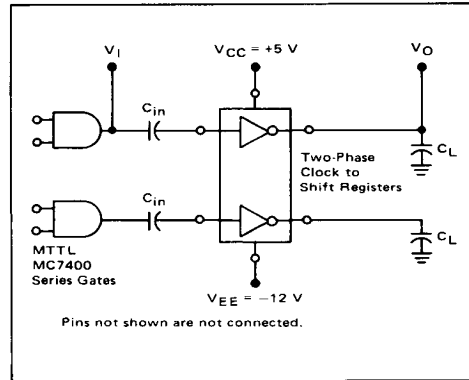 V_I
V_CC = +5 V
V_O
C_in
C_L
Two-Phase
Clock to
Shift Registers
C_in
C_L
MTTL
MC7400
Series Gates
V_EE = −12 V
Pins not shown are not connected.